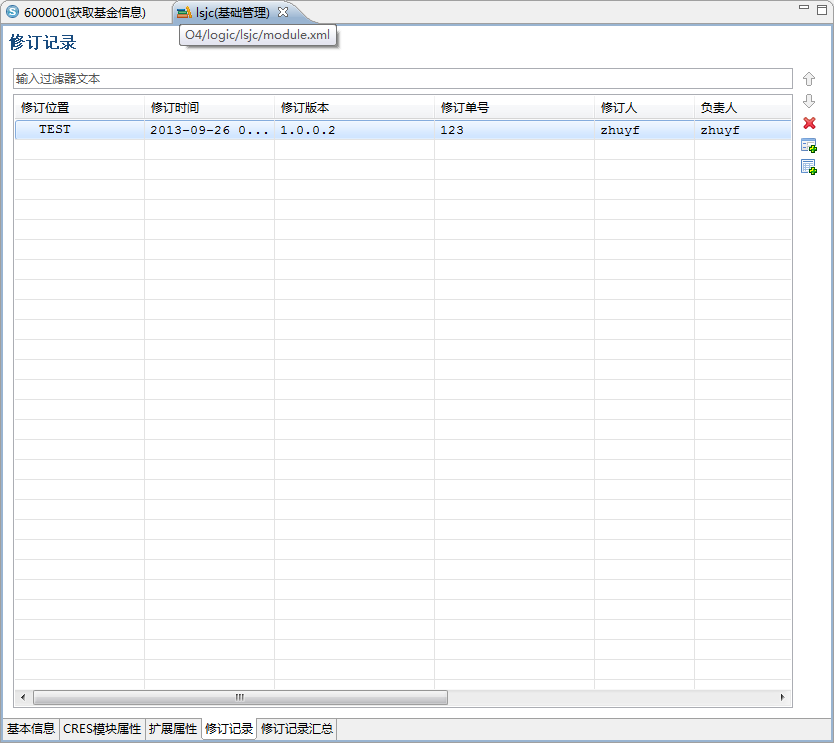 600001(获取基金信息) lsjc(基础管理)
O4/logic/lsjc/module.xml
修订记录
输入过滤器文本
修订位置 修订时间 修订版本 修订单号 修订人 负责人
TEST 2013-09-26 0... 1.0.0.2 123 zhuyf zhuyf
基本信息 CRES模块属性 扩展属性 修订记录 修订记录汇总